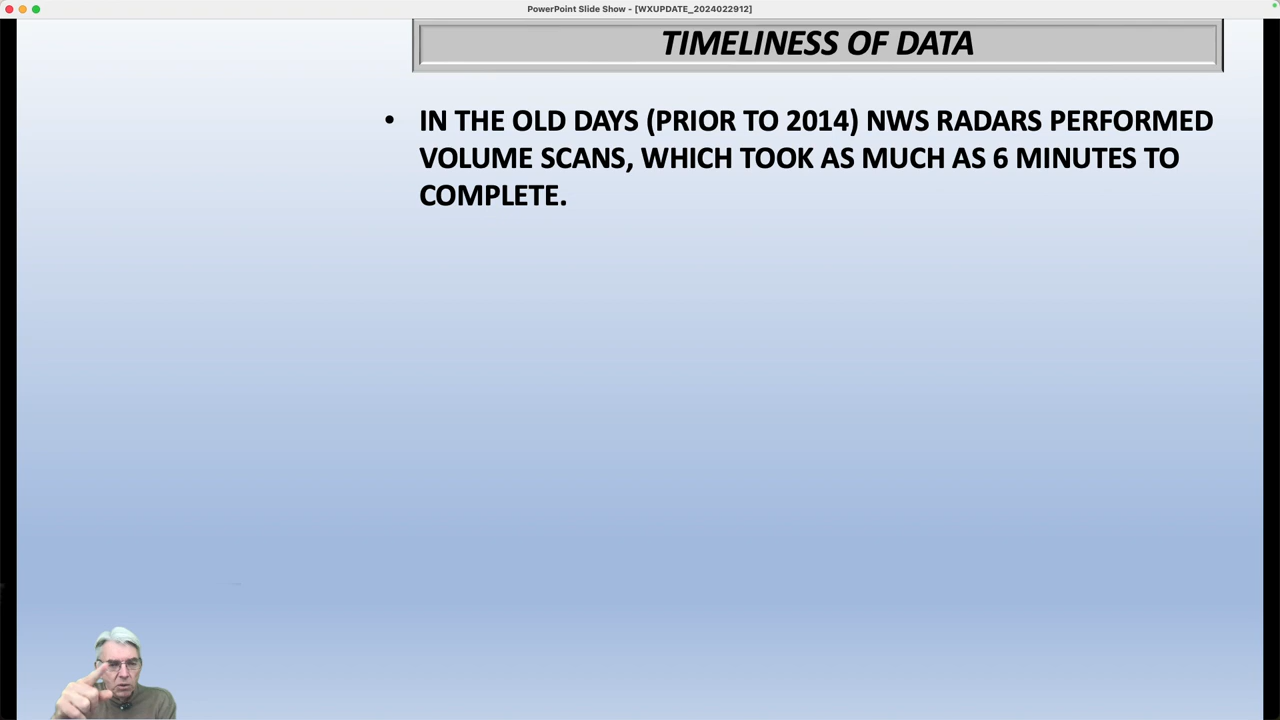 PowerPoint Slide Show - [WXUPDATE_2024022912]
TIMELINESS OF DATA
• IN THE OLD DAYS (PRIOR TO 2014) NWS RADARS PERFORMED
VOLUME SCANS, WHICH TOOK AS MUCH AS 6 MINUTES TO
COMPLETE.